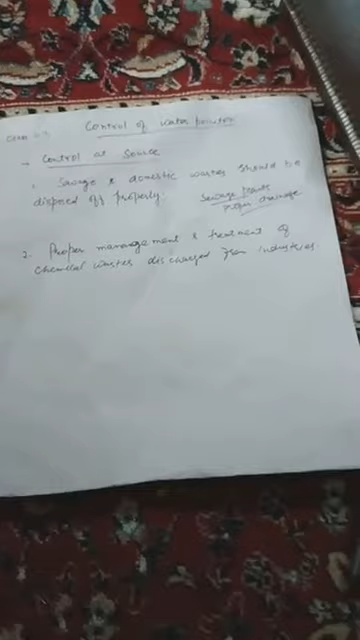 Control of water pollution
→ Control at Source
1. Sewage & domestic wastes should be
disposed off properly.
Sewage plants
proper drainage
2. Proper management & treatment of
chemical wastes discharged from industries.